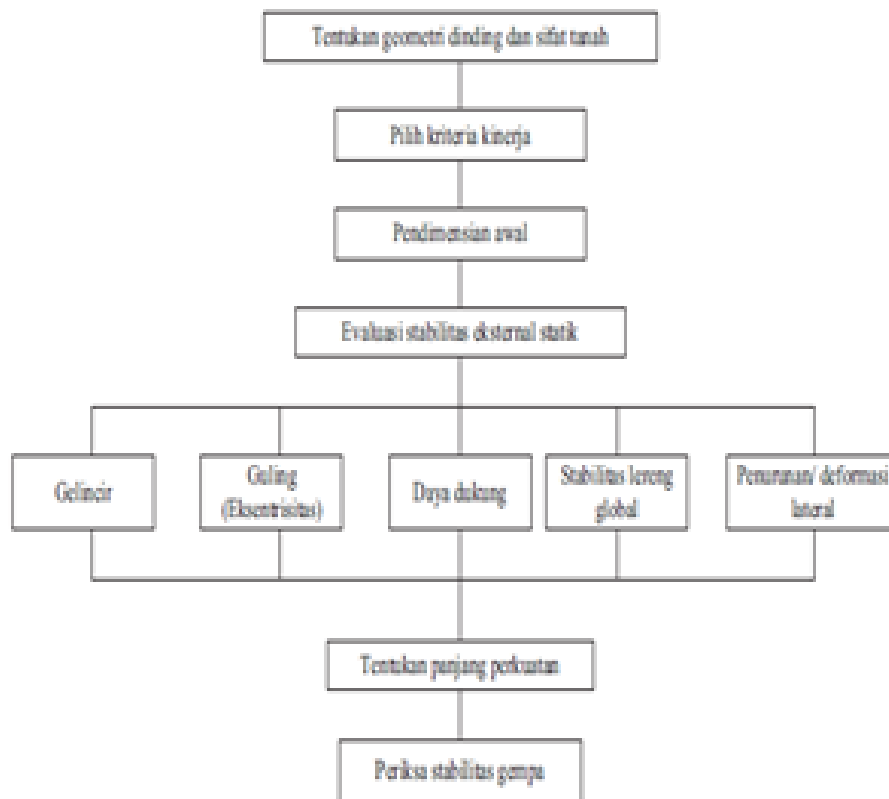 Tentukan geometri dinding dan sifat tanah
Pilih kriteria kinerja
Pendimensian awal
Evaluasi stabilitas eksternal statik
Gelincir
Guling
(Eksentrisitas)
Daya dukung
Stabilitas lereng
global
Penurunan/ deformasi
lateral
Tentukan panjang perkuatan
Periksa stabilitas gempa